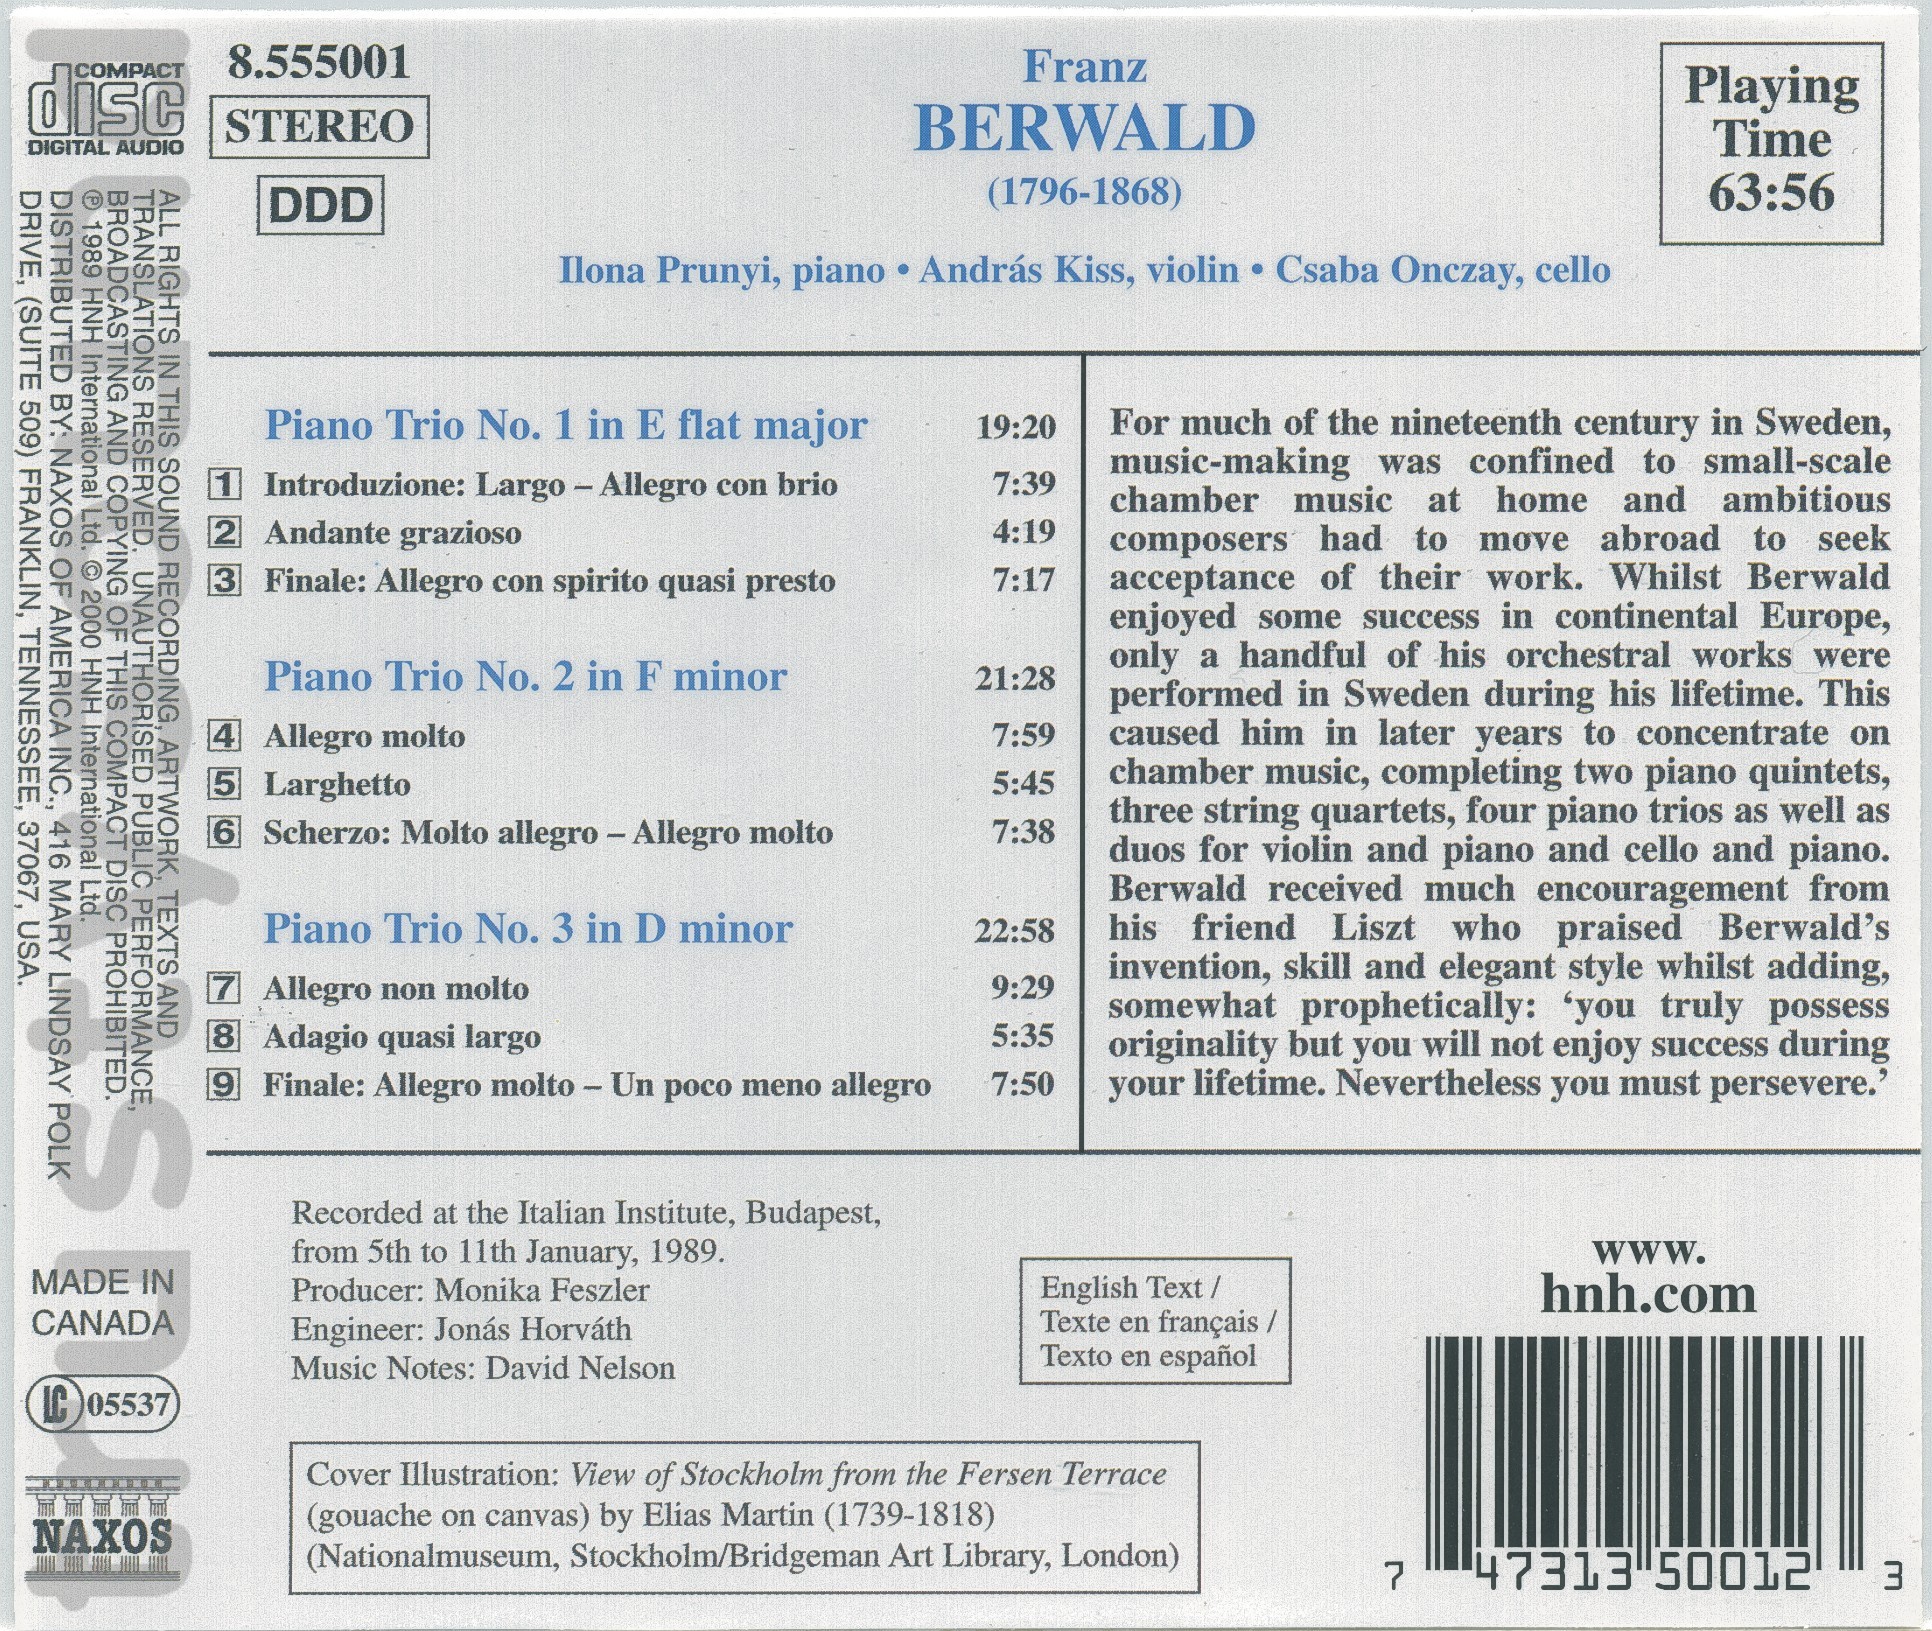 COMPACT
disc
DIGITAL AUDIO
8.555001
STEREO
DDD
Franz
BERWALD
(1796-1868)
Ilona Prunyi, piano • András Kiss, violin • Csaba Onczay, cello
Playing
Time
63:56
Piano Trio No. 1 in E flat major 19:20
1 Introduzione: Largo – Allegro con brio 7:39
2 Andante grazioso 4:19
3 Finale: Allegro con spirito quasi presto 7:17
Piano Trio No. 2 in F minor 21:28
4 Allegro molto 7:59
5 Larghetto 5:45
6 Scherzo: Molto allegro – Allegro molto 7:38
Piano Trio No. 3 in D minor 22:58
7 Allegro non molto 9:29
8 Adagio quasi largo 5:35
9 Finale: Allegro molto – Un poco meno allegro 7:50
For much of the nineteenth century in Sweden,
music-making was confined to small-scale
chamber music at home and ambitious
composers had to move abroad to seek
acceptance of their work. Whilst Berwald
enjoyed some success in continental Europe,
only a handful of his orchestral works were
performed in Sweden during his lifetime. This
caused him in later years to concentrate on
chamber music, completing two piano quintets,
three string quartets, four piano trios as well as
duos for violin and piano and cello and piano.
Berwald received much encouragement from
his friend Liszt who praised Berwald's
invention, skill and elegant style whilst adding,
somewhat prophetically: ‘you truly possess
originality but you will not enjoy success during
your lifetime. Nevertheless you must persevere.’
Recorded at the Italian Institute, Budapest,
from 5th to 11th January, 1989.
Producer: Monika Feszler
Engineer: Jonás Horváth
Music Notes: David Nelson
English Text /
Texte en français /
Texto en español
www.
hnh.com
7 47313 50012 3
Cover Illustration: View of Stockholm from the Fersen Terrace
(gouache on canvas) by Elias Martin (1739-1818)
(Nationalmuseum, Stockholm/Bridgeman Art Library, London)
ALL RIGHTS IN THIS SOUND RECORDING, ARTWORK, TEXTS AND
TRANSLATIONS RESERVED. UNAUTHORISED PUBLIC PERFORMANCE,
BROADCASTING AND COPYING OF THIS COMPACT DISC PROHIBITED.
℗ 1989 HNH International Ltd. © 2000 HNH International Ltd.
DISTRIBUTED BY: NAXOS OF AMERICA INC., 416 MARY LINDSAY POLK
DRIVE, (SUITE 509) FRANKLIN, TENNESSEE, 37067, USA.
MADE IN
CANADA
LC 05537
NAXOS